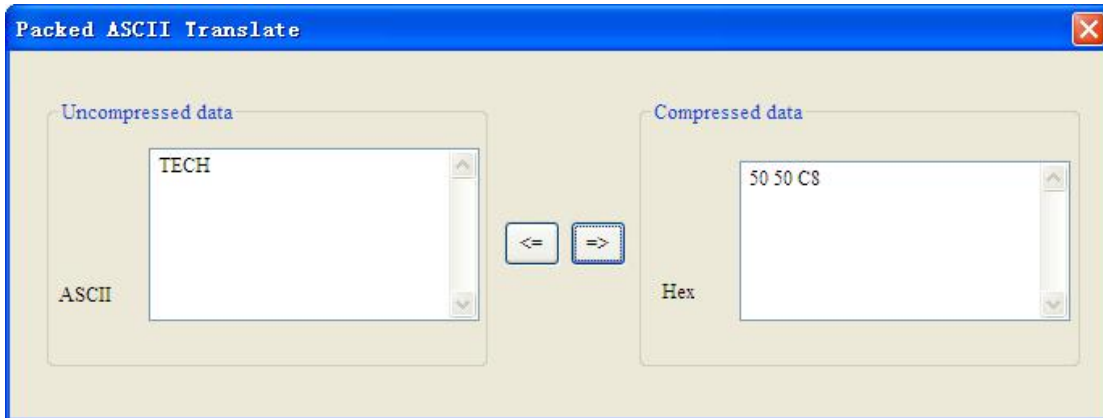 Packed ASCII Translate
Uncompressed data
TECH
ASCII
<=
=>
Compressed data
50 50 C8
Hex